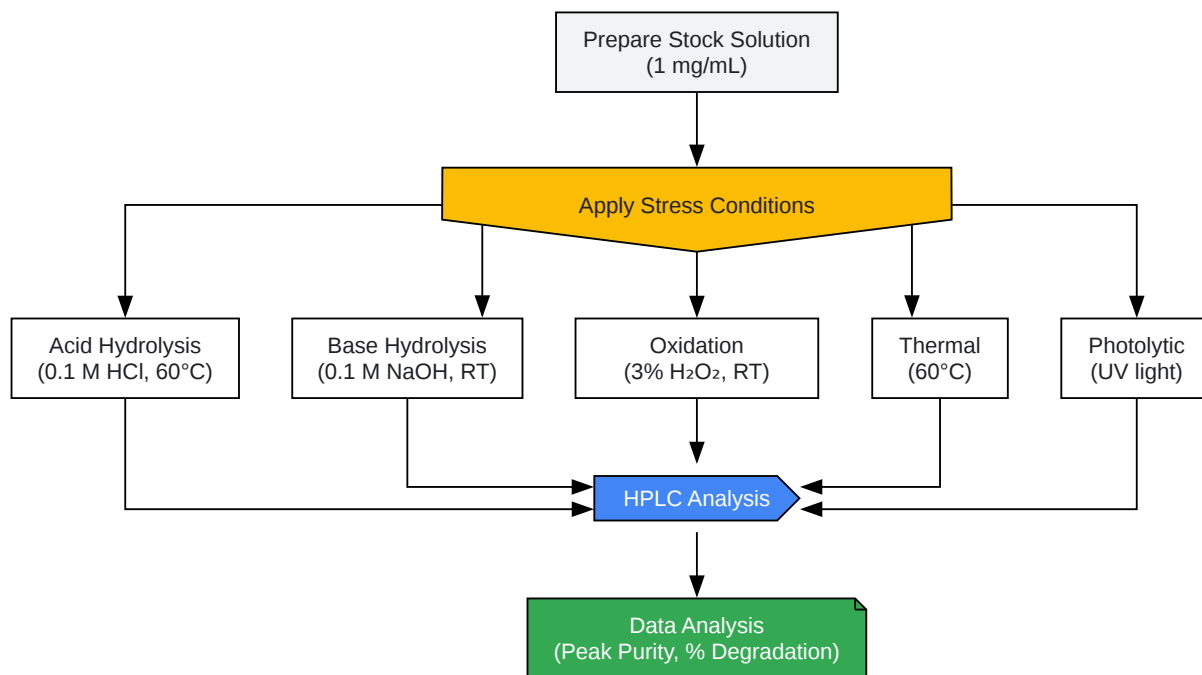 Prepare Stock Solution
(1 mg/mL)
Apply Stress Conditions
Acid Hydrolysis
(0.1 M HCl, 60°C)
Base Hydrolysis
(0.1 M NaOH, RT)
Oxidation
(3% H₂O₂, RT)
Thermal
(60°C)
Photolytic
(UV light)
HPLC Analysis
Data Analysis
(Peak Purity, % Degradation)